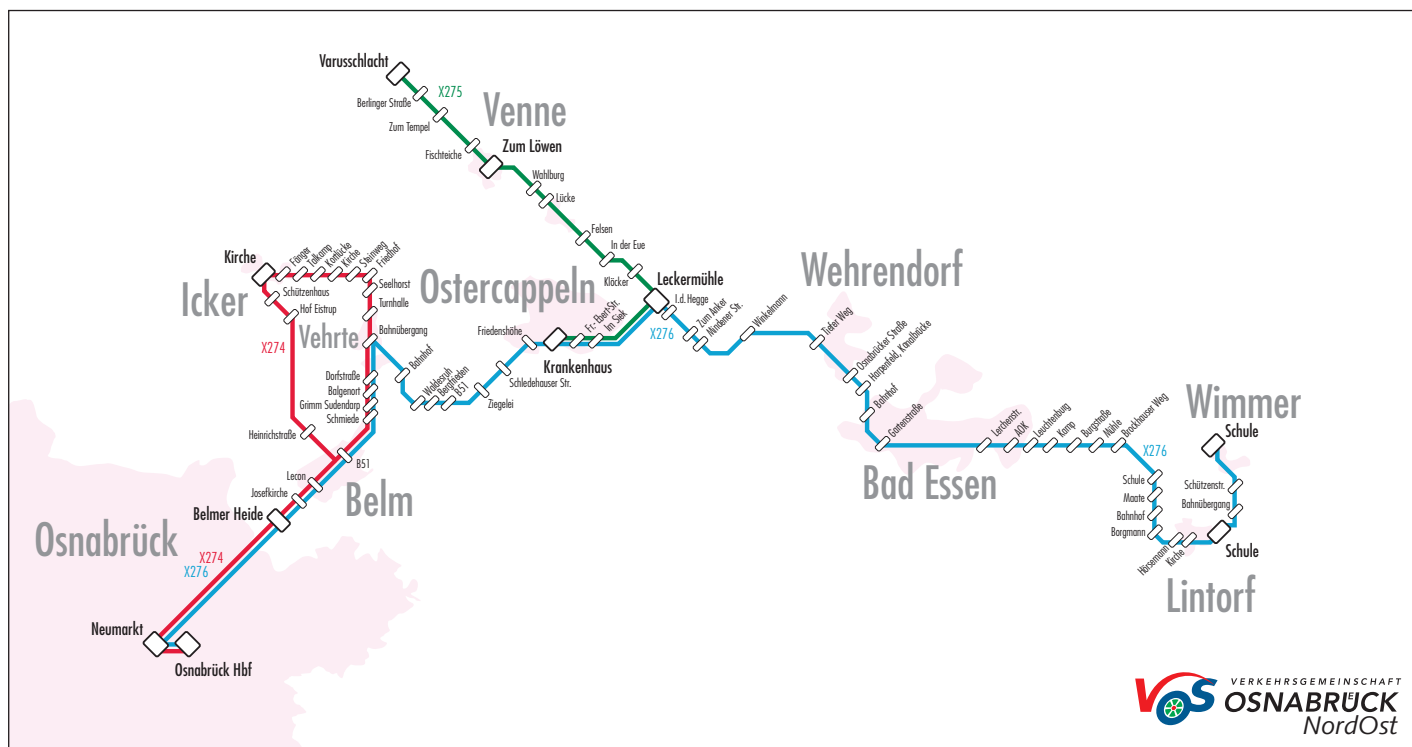 Varusschlacht
X275
Berlinger Straße
Zum Tempel
Fischteiche
Venne
Zum Löwen
Wahlburg
Lücke
Felsen
In der Eue
Klöcker
Leckermühle
I.d. Hegge
Zum Anker
Mindener Str.
Winkelmann
X276
Wehrendorf
Tiefer Weg
Osnabrücker Straße
Harpenfeld, Kanalbrücke
Bahnhof
Gartenstraße
Bad Essen
Lerchenstr.
AOK
Leuchtenburg
Kamp
Burgstraße
Mühle
Brockhauser Weg
X276
Schule
Maate
Bahnhof
Borgmann
Hörsemann
Kirche
Schule
Lintorf
Wimmer
Schule
Schützenstr.
Bahnübergang
Ostercappeln
Fr.-Ebert-Str.
Im Siek
Krankenhaus
Friedenshöhe
Schledehauser Str.
Ziegelei
B51
Bergfrieden
Waldesruh
Bahnhof
Kirche
Fänger
Talkamp
Kortlücke
Kirche
Steinweg
Friedhof
Icker
Schützenhaus
Hof Eistrup
Seelhorst
Turnhalle
Vehrte
Bahnübergang
X274
Dorfstraße
Balgenort
Grimm Sudendarp
Schmiede
Heinrichstraße
B51
Lecon
Josefkirche
Belm
Belmer Heide
Osnabrück
X274
X276
Neumarkt
Osnabrück Hbf
VOS
VERKEHRSGEMEINSCHAFT
OSNABRÜCK
NordOst